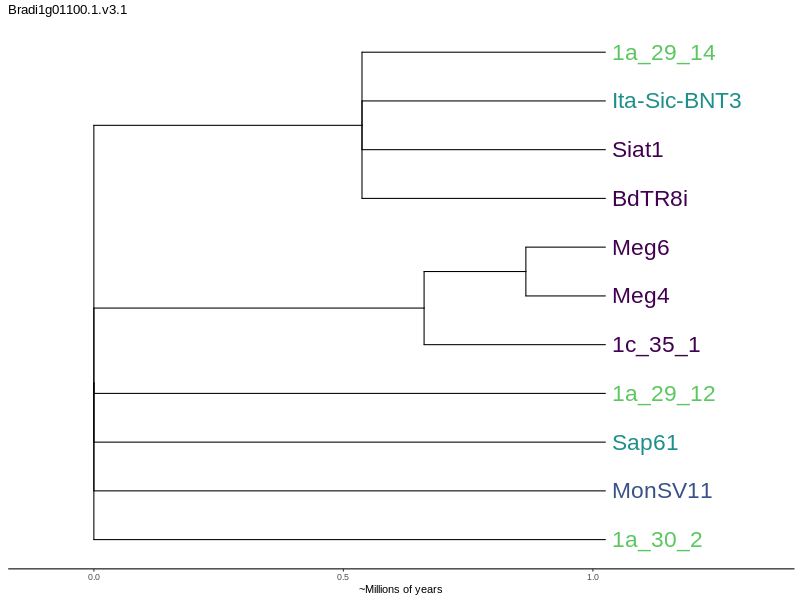 Bradi1g01100.1.v3.1
1a_29_14
Ita-Sic-BNT3
Siat1
BdTR8i
Meg6
Meg4
1c_35_1
1a_29_12
Sap61
MonSV11
1a_30_2
0.0 0.5 1.0
~Millions of years